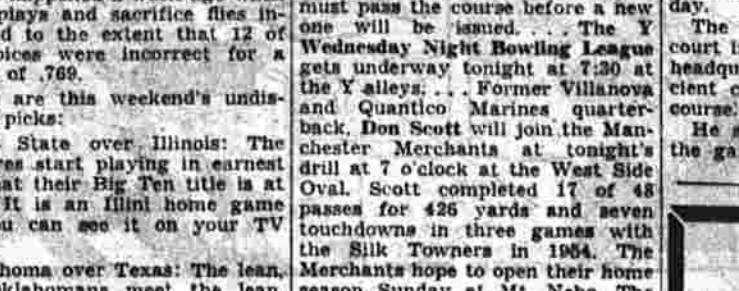 plays and sacrifice flies in-
d to the extent that 12 of
oices were incorrect for a
of .769.
are this weekend's undis-
picks:
State over Illinois: The
res start playing in earnest
at their Big Ten title is at
It is an Illini home game
u can see it on your TV
homa over Texas: The lean,
klahomans meet the lean
must pass the course before a new
one will be issued. . . . The Y
Wednesday Night Bowling League
gets underway tonight at 7:30 at
the Y alleys. . . . Former Villanova
and Quantico Marines quarter-
back, Don Scott will join the Man-
chester Merchants at tonight's
drill at 7 o'clock at the West Side
Oval. Scott completed 17 of 48
passes for 426 yards and seven
touchdowns in three games with
the Silk Towners in 1954. The
Merchants hope to open their home
season Sunday at Mt. Nebo. The
day.
The
court i
headqu
cient c
course.
He s
the ga